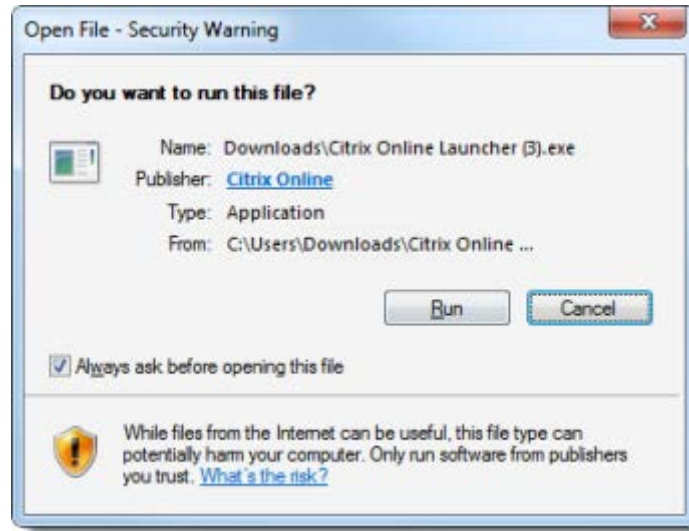 Open File - Security Warning
Do you want to run this file?
Name: Downloads\Citrix Online Launcher (3).exe
Publisher: Citrix Online
Type: Application
From: C:\Users\Downloads\Citrix Online ...
Run Cancel
Always ask before opening this file
While files from the Internet can be useful, this file type can
potentially harm your computer. Only run software from publishers
you trust. What's the risk?